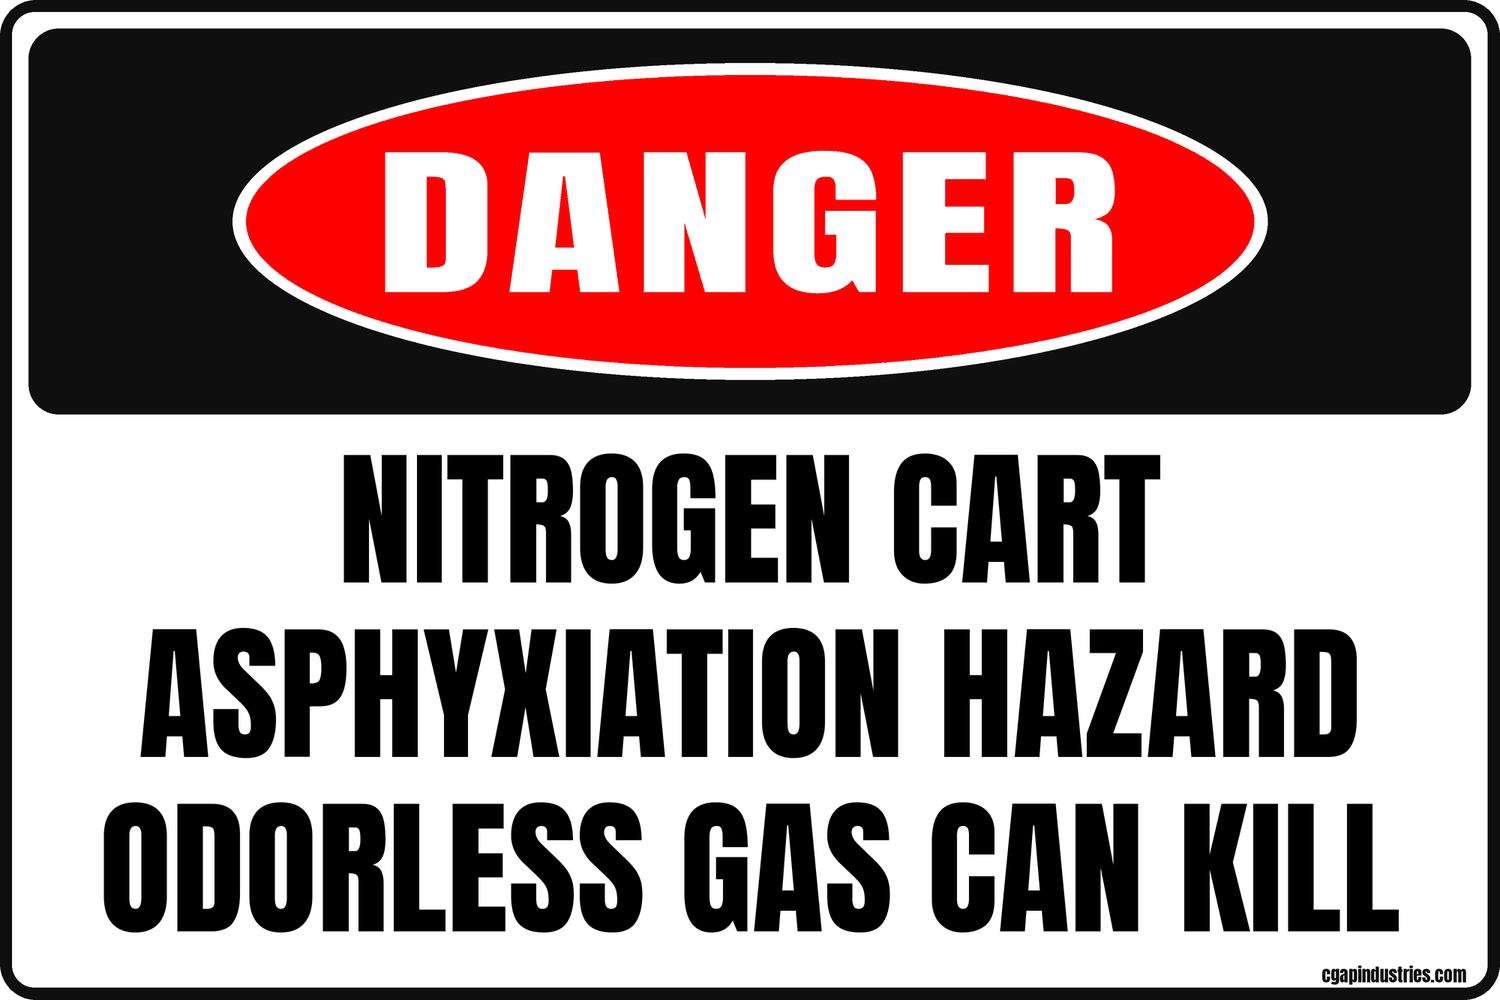 DANGER
NITROGEN CART
ASPHYXIATION HAZARD
ODORLESS GAS CAN KILL
cgapindustries.com